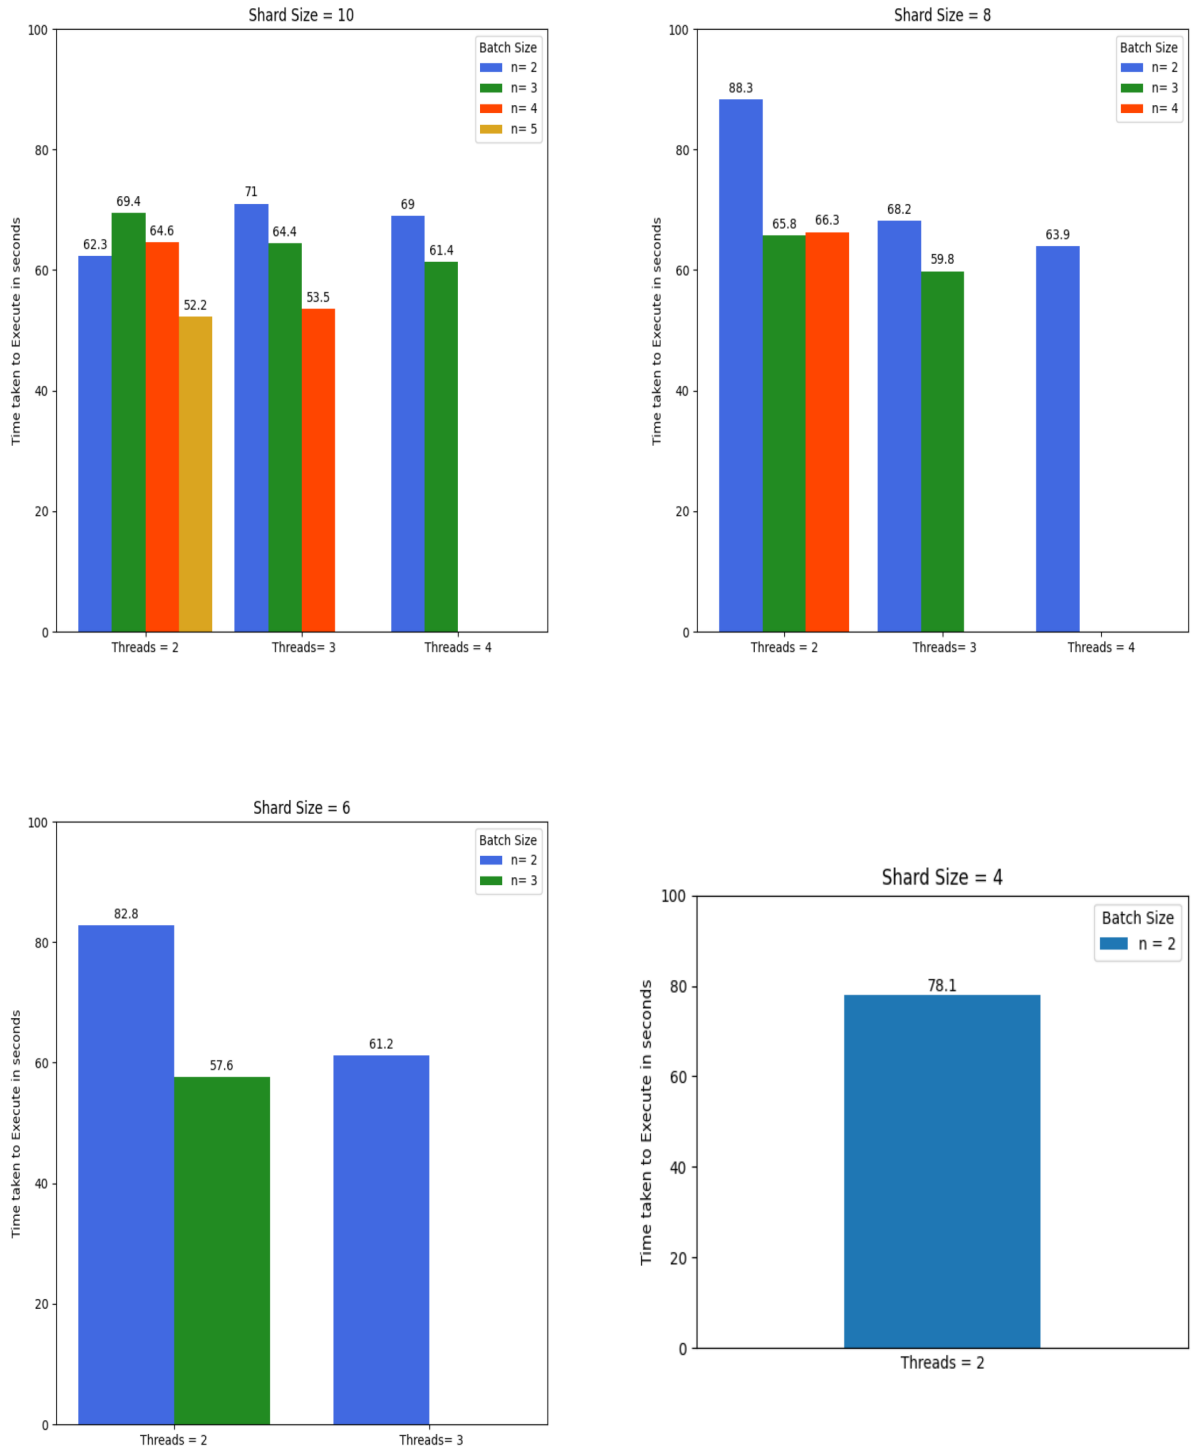 Shard Size = 10
Time taken to Execute in seconds
100
80
60
40
20
0
Batch Size
n= 2
n= 3
n= 4
n= 5
62.3
69.4
64.6
52.2
71
64.4
53.5
69
61.4
Threads = 2
Threads= 3
Threads = 4
Shard Size = 8
Time taken to Execute in seconds
100
80
60
40
20
0
Batch Size
n= 2
n= 3
n= 4
88.3
65.8
66.3
68.2
59.8
63.9
Threads = 2
Threads= 3
Threads = 4
Shard Size = 6
Time taken to Execute in seconds
100
80
60
40
20
0
Batch Size
n= 2
n= 3
82.8
57.6
61.2
Threads = 2
Threads= 3
Shard Size = 4
Time taken to Execute in seconds
100
80
60
40
20
0
Batch Size
n = 2
78.1
Threads = 2